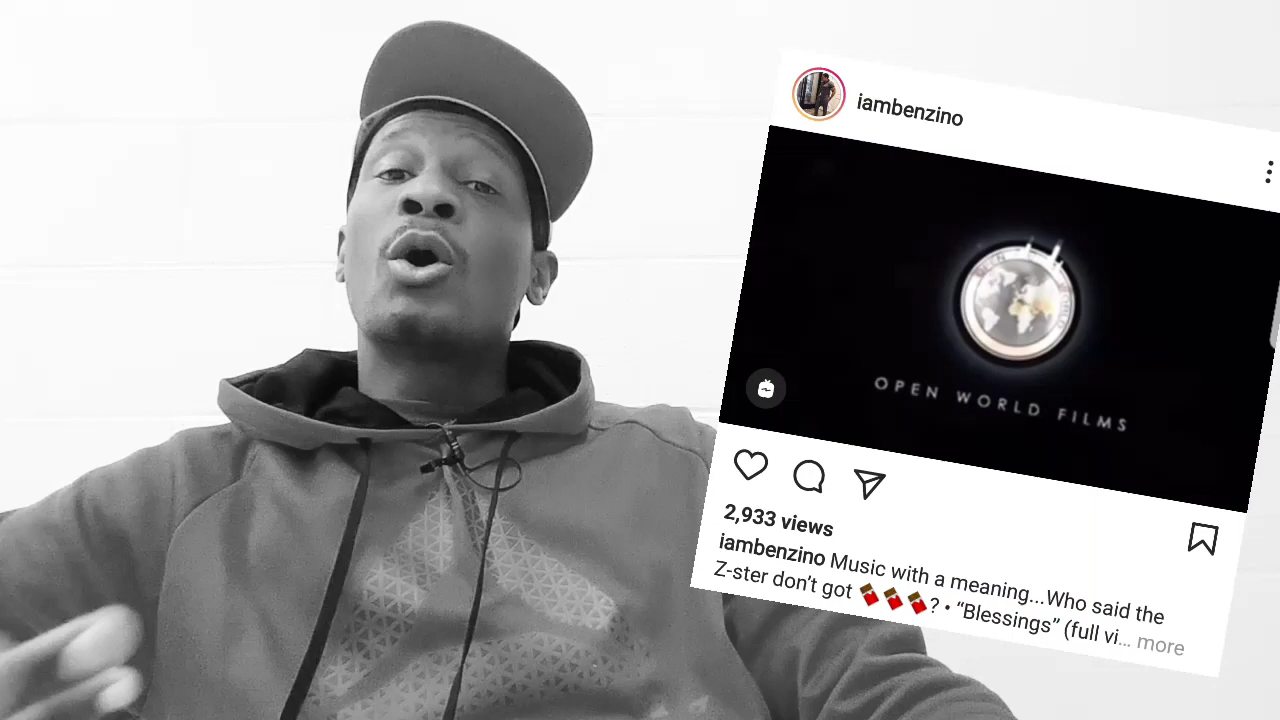 iambenzino
OPEN WORLD FILMS
2,933 views
iambenzino Music with a meaning...Who said the
Z-ster don't got 🍫🍫🍫? • “Blessings” (full vi... more